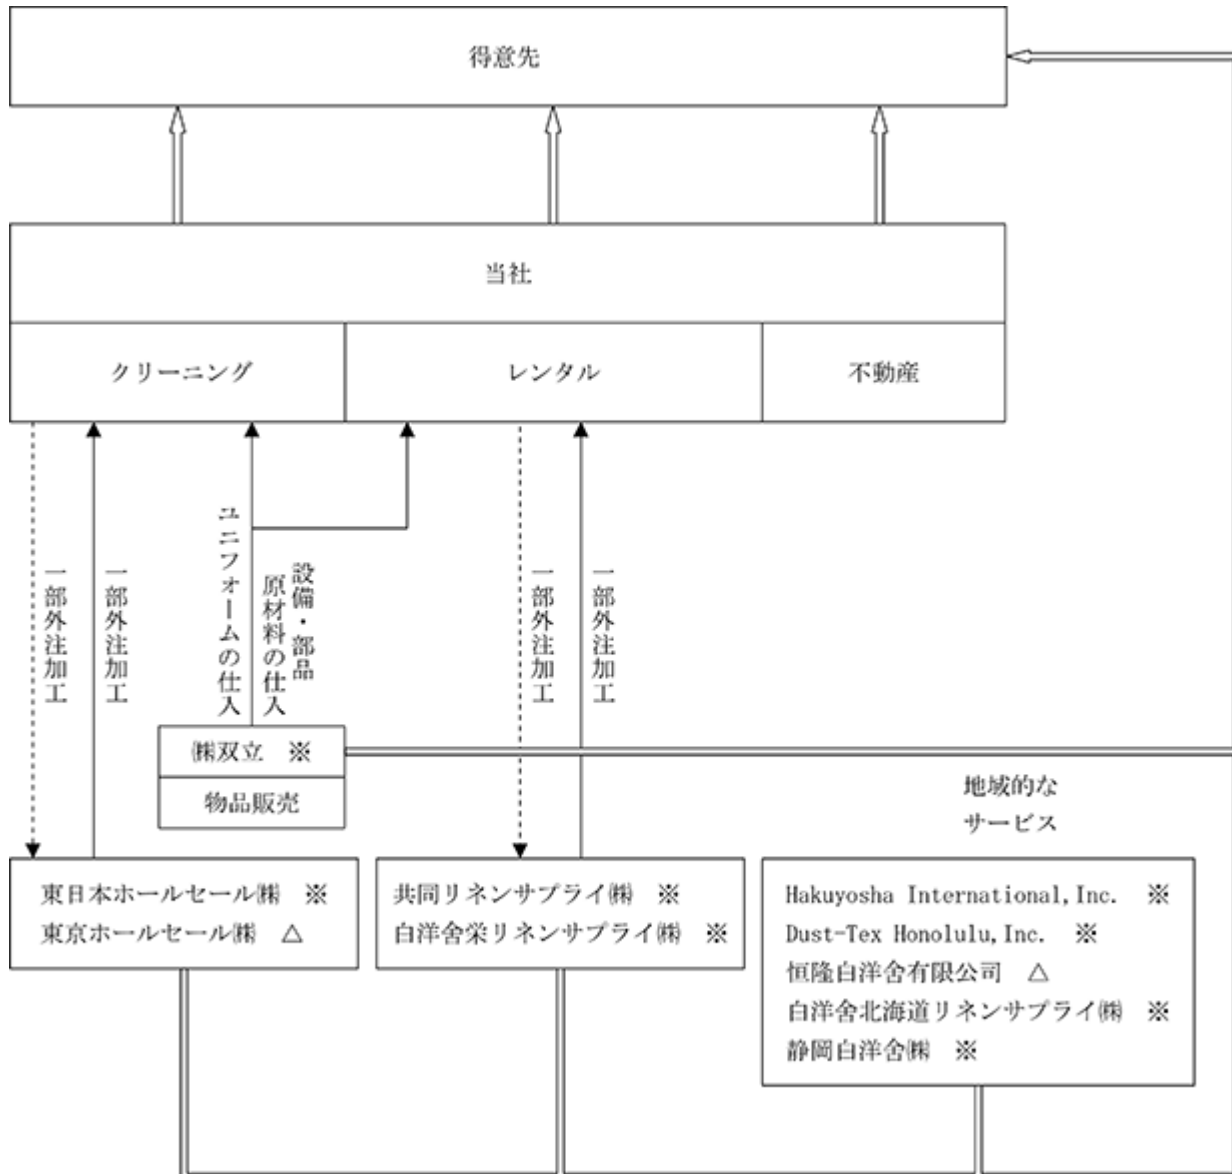 得意先
当社
クリーニング
レンタル
不動産
一部外注加工
一部外注加工
ユニフォームの仕入
設備・部品
原材料の仕入
一部外注加工
一部外注加工
㈱双立　※
物品販売
地域的な
サービス
東日本ホールセール㈱　※
東京ホールセール㈱　△
共同リネンサプライ㈱　※
白洋舍栄リネンサプライ㈱　※
Hakuyosha International,Inc.　※
Dust-Tex Honolulu,Inc.　※
恒隆白洋舍有限公司　△
白洋舍北海道リネンサプライ㈱　※
静岡白洋舍㈱　※